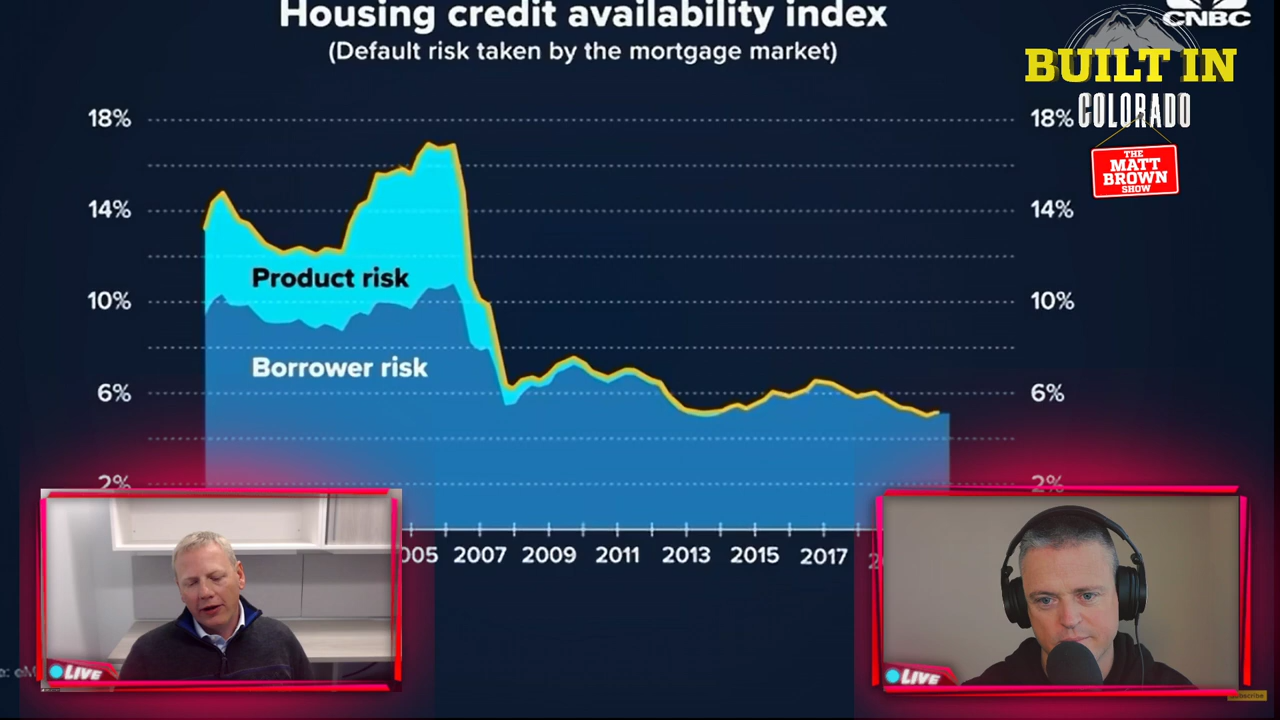 Housing credit availability index
(Default risk taken by the mortgage market)
CNBC
BUILT IN
COLORADO
THE
MATT
BROWN
SHOW
18%
18%
14%
14%
Product risk
10%
10%
Borrower risk
6%
6%
2%
2%
2007
2009
2011
2013
2015
2017
LIVE
LIVE